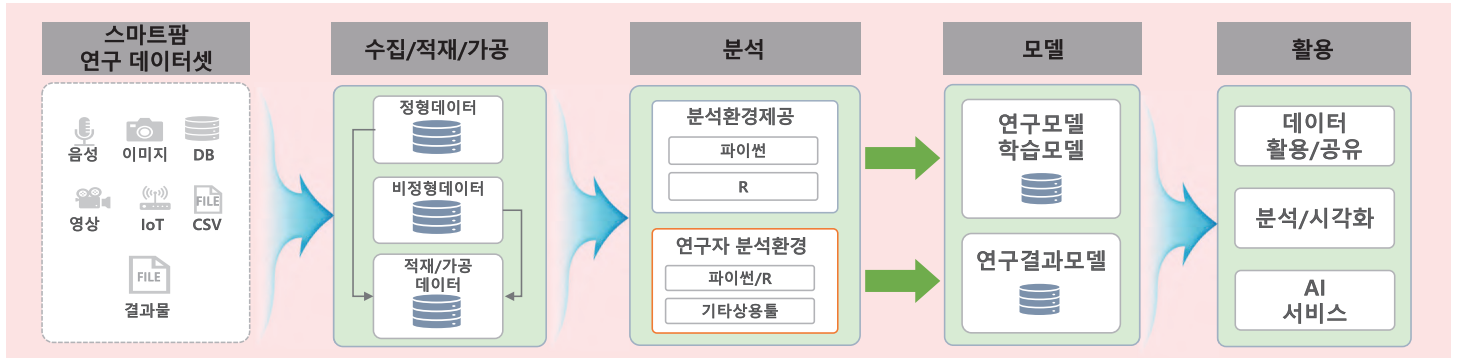 스마트팜
연구 데이터셋
음성
이미지
DB
영상
IoT
FILE
CSV
FILE
결과물
수집/적재/가공
정형데이터
비정형데이터
적재/가공
데이터
분석
분석환경제공
파이썬
R
연구자 분석환경
파이썬/R
기타상용툴
모델
연구모델
학습모델
연구결과모델
활용
데이터
활용/공유
분석/시각화
AI
서비스